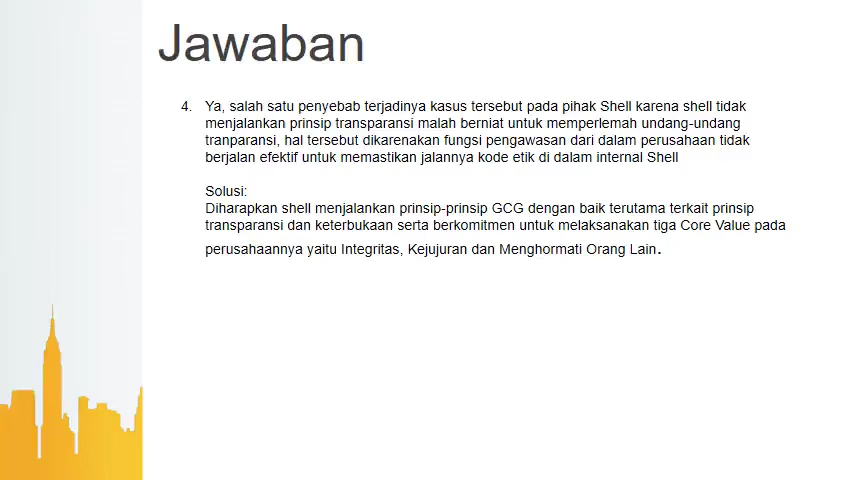 Jawaban
4. Ya, salah satu penyebab terjadinya kasus tersebut pada pihak Shell karena shell tidak
menjalankan prinsip transparansi malah berniat untuk memperlemah undang-undang
tranparansi, hal tersebut dikarenakan fungsi pengawasan dari dalam perusahaan tidak
berjalan efektif untuk memastikan jalannya kode etik di dalam internal Shell
Solusi:
Diharapkan shell menjalankan prinsip-prinsip GCG dengan baik terutama terkait prinsip
transparansi dan keterbukaan serta berkomitmen untuk melaksanakan tiga Core Value pada
perusahaannya yaitu Integritas, Kejujuran dan Menghormati Orang Lain.